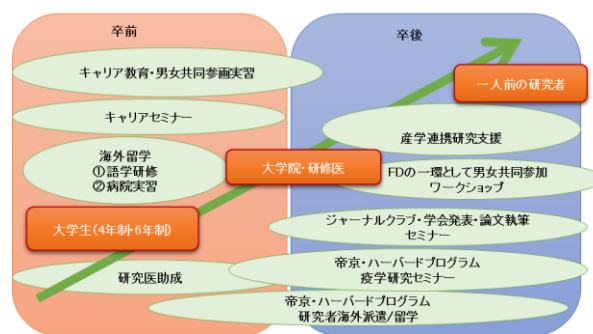 卒前
卒後
キャリア教育・男女共同参画実習
一人前の研究者
キャリアセミナー
産学連携研究支援
海外留学
①語学研修
②病院実習
大学院・研修医
FDの一環として男女共同参加
ワークショップ
大学生(4年制・6年制)
ジャーナルクラブ・学会発表・論文執筆
セミナー
研究医助成
帝京・ハーバードプログラム
疫学研究セミナー
帝京・ハーバードプログラム
研究者海外派遣/留学